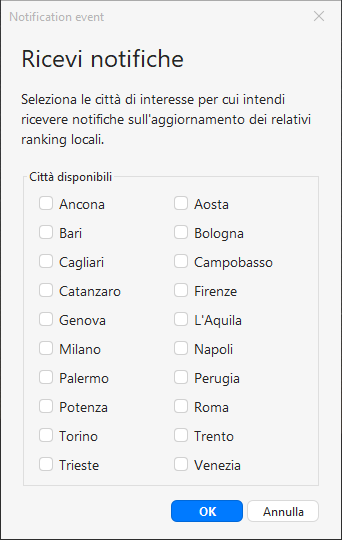 Notification event
Ricevi notifiche
Seleziona le città di interesse per cui intendi
ricevere notifiche sull'aggiornamento dei relativi
ranking locali.
Città disponibili
Ancona Aosta
Bari Bologna
Cagliari Campobasso
Catanzaro Firenze
Genova L'Aquila
Milano Napoli
Palermo Perugia
Potenza Roma
Torino Trento
Trieste Venezia
OK Annulla